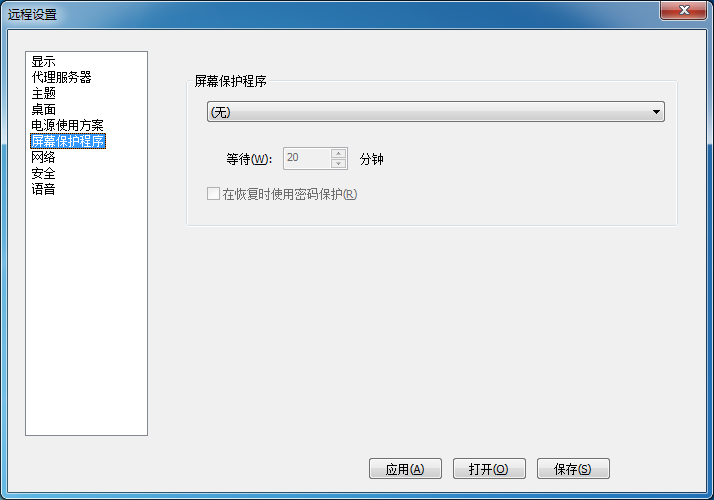 远程设置
显示
代理服务器
主题
桌面
电源使用方案
屏幕保护程序
网络
安全
语音
屏幕保护程序
(无)
等待(W): 20 分钟
在恢复时使用密码保护(R)
应用(A) 打开(O) 保存(S)